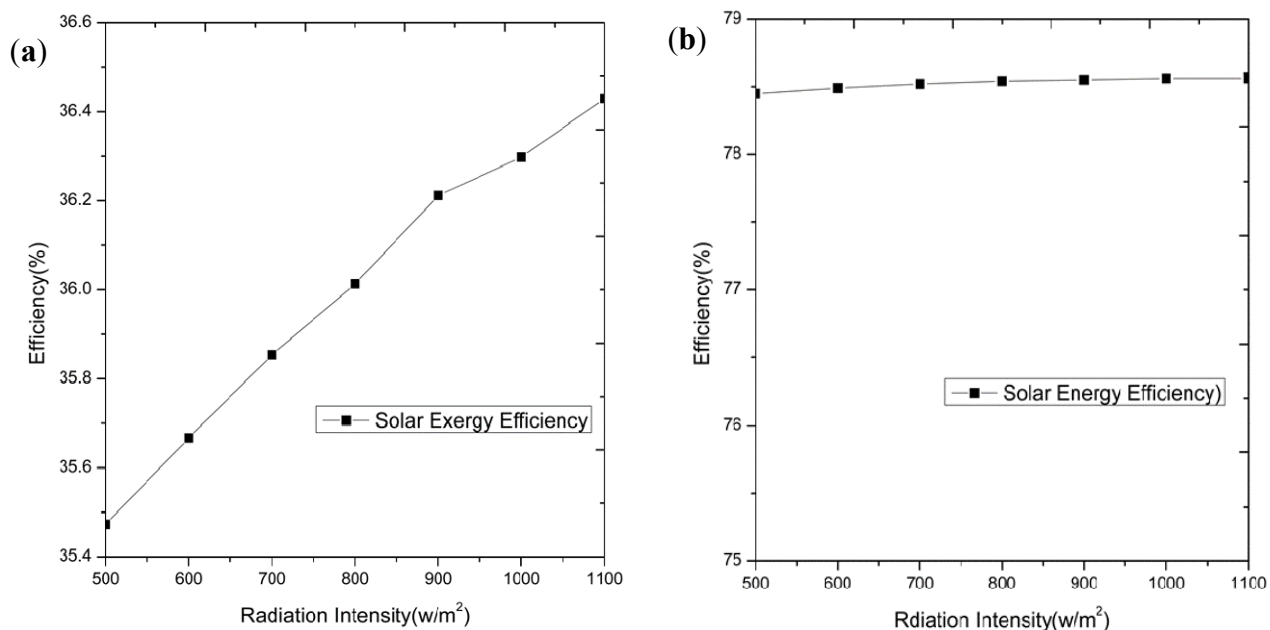 (a)
36.6
36.4
36.2
36.0
35.8
35.6
35.4
Efficiency(%)
Solar Exergy Efficiency
500 600 700 800 900 1000 1100
Radiation Intensity(w/m²)
(b)
79
78
77
76
75
Efficiency(%)
Solar Energy Efficiency)
500 600 700 800 900 1000 1100
Rdiation Intensity(w/m²)